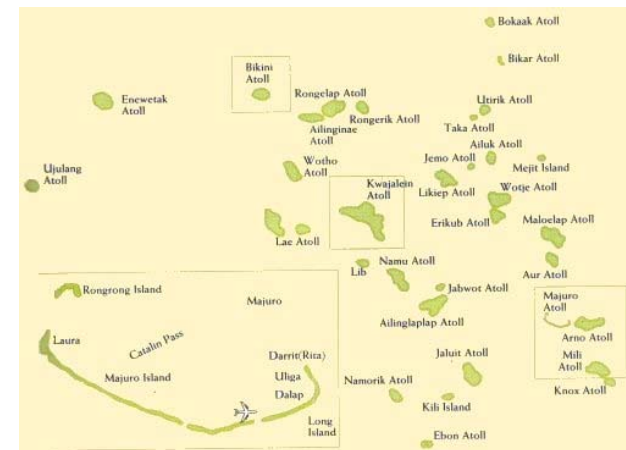 Bokaak Atoll
Bikar Atoll
Bikini
Atoll
Enewetak
Atoll
Rongelap Atoll
Rongerik Atoll
Ailinginae
Atoll
Utirik Atoll
Taka Atoll
Ailuk Atoll
Jemo Atoll
Mejit Island
Wotho
Atoll
Ujulang
Atoll
Kwajalein
Atoll
Likiep Atoll
Wotje Atoll
Erikub Atoll
Maloelap Atoll
Lae Atoll
Namu Atoll
Lib
Jabwot Atoll
Aur Atoll
Ailinglaplap Atoll
Majuro
Atoll
Arno Atoll
Mili
Atoll
Knox Atoll
Jaluit Atoll
Namorik Atoll
Kili Island
Ebon Atoll
Rongrong Island
Majuro
Laura
Catalin Pass
Majuro Island
Darrit(Rita)
Uliga
Dalap
Long
Island